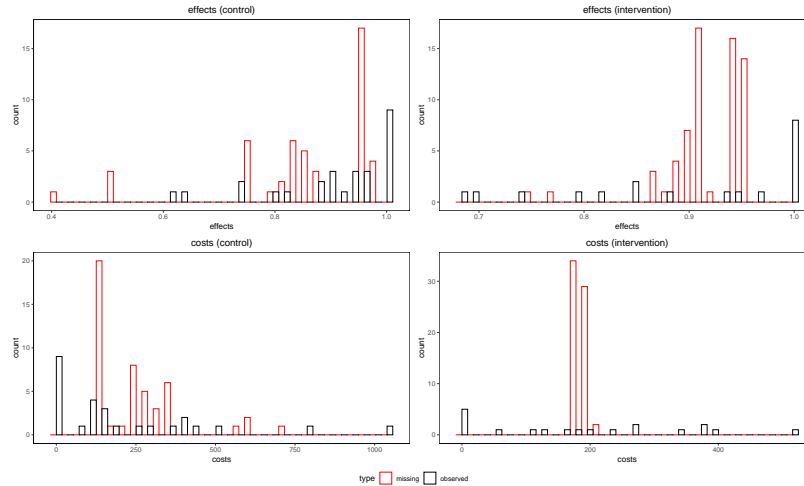 effects (control)
effects (intervention)
count
15
10
5
0
0.4
0.6
0.8
1.0
effects
count
15
10
5
0
0.7
0.8
0.9
1.0
effects
costs (control)
costs (intervention)
count
20
15
10
5
0
0
250
500
750
1000
costs
count
30
20
10
0
0
200
400
costs
type missing observed